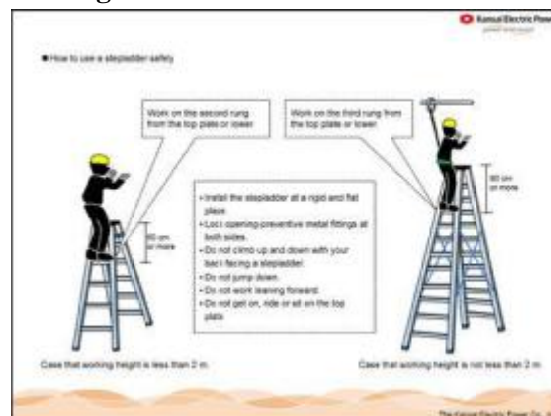 Kansai Electric Power
■How to use a stepladder safely
Work on the second rung
from the top plate or lower.
Work on the third rung from
the top plate or lower.
60 cm
or more
90 cm
or more
• Install the stepladder at a rigid and flat
place.
• Loct opening-preventive metal fittings at
both sides.
• Do not climb up and down with your
bact facing a stepladder.
• Do not jump down.
• Do not work leaning forward.
• Do not get on, ride or sit on the top
plate.
Case that working height is less than 2 m
Case that working height is not less than 2 m
The Kansai Electric Power Co.,